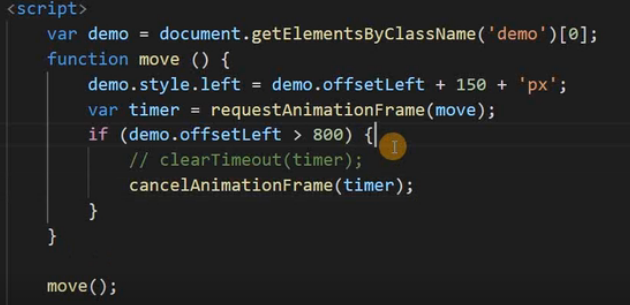 <script>
var demo = document.getElementsByClassName('demo')[0];
function move () {
demo.style.left = demo.offsetLeft + 150 + 'px';
var timer = requestAnimationFrame(move);
if (demo.offsetLeft > 800) {
// clearTimeout(timer);
cancelAnimationFrame(timer);
}
}
move();